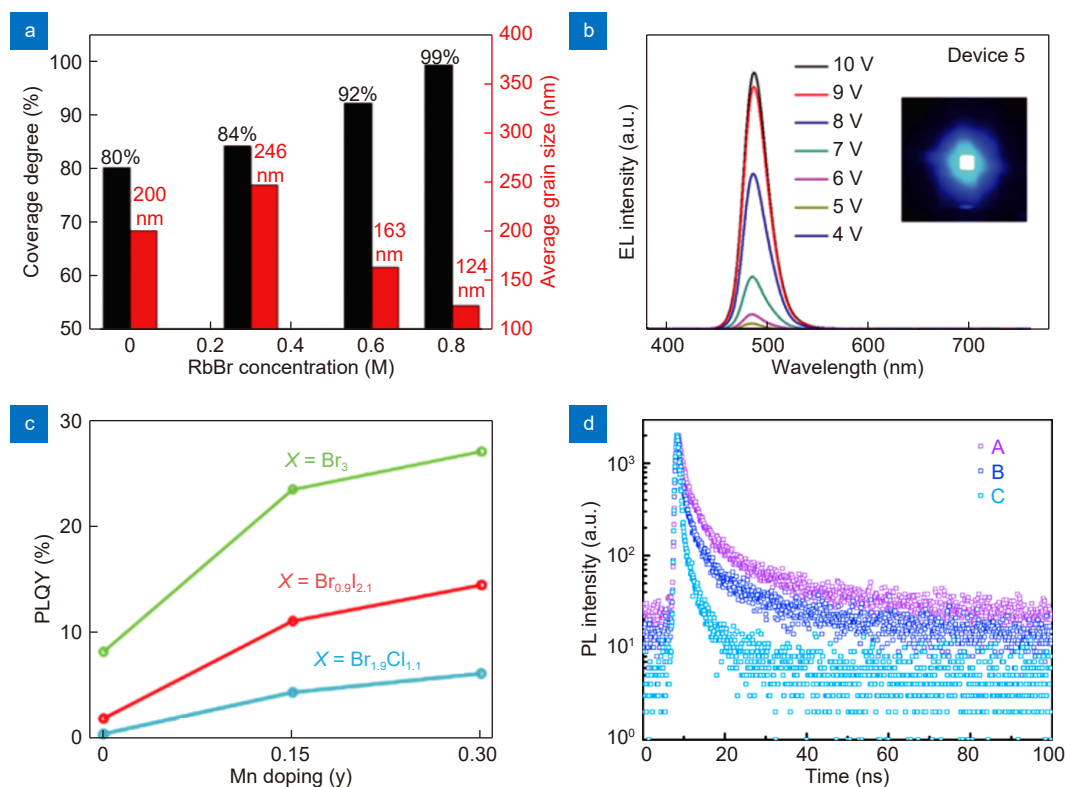 a
Coverage degree (%)
100
90
80
70
60
50
80%
84%
92%
99%
200
nm
246
nm
163
nm
124
nm
400
350
300
250
200
150
100
Average grain size (nm)
0
0.2
0.4
0.6
0.8
RbBr concentration (M)
b
EL intensity (a.u.)
10 V
9 V
8 V
7 V
6 V
5 V
4 V
Device 5
400
500
600
700
Wavelength (nm)
c
PLQY (%)
30
20
10
0
X = Br₃
X = Br₀.₉I₂.₁
X = Br₁.₉Cl₁.₁
0
0.15
0.30
Mn doping (y)
d
PL intensity (a.u.)
10³
10²
10¹
10⁰
A
B
C
0
20
40
60
80
100
Time (ns)